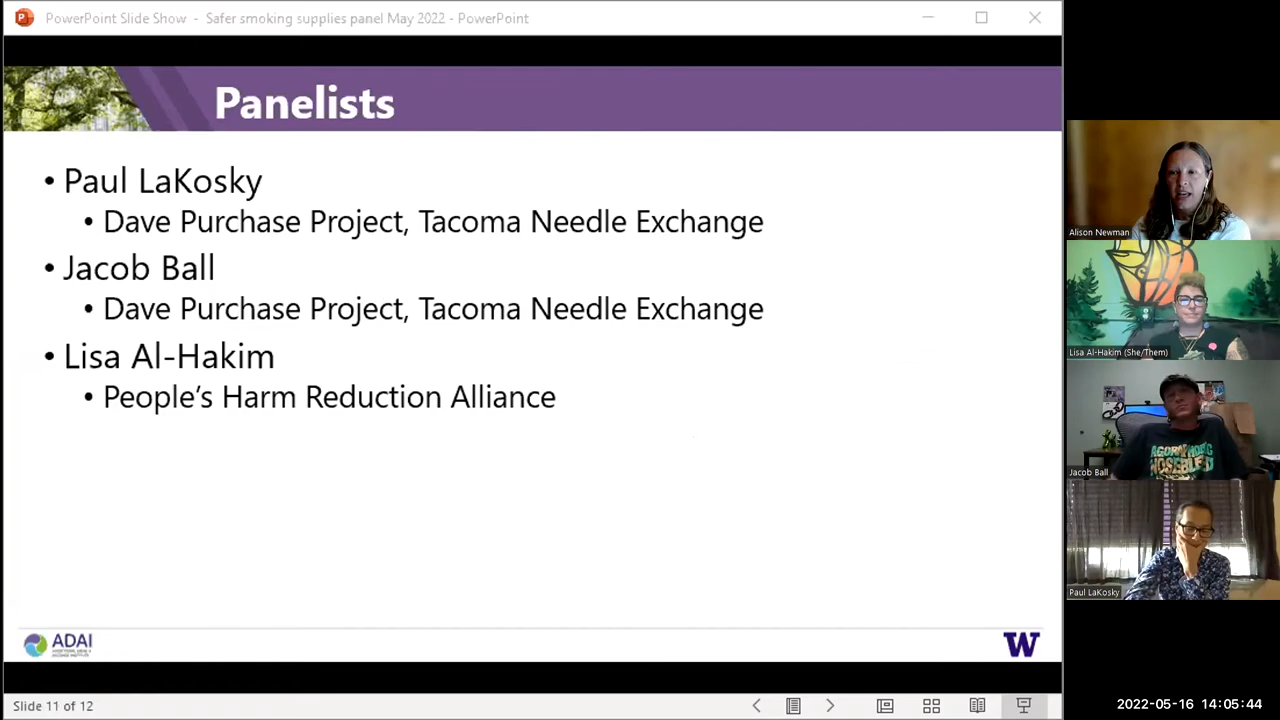 PowerPoint Slide Show - Safer smoking supplies panel May 2022 - PowerPoint
Panelists
• Paul LaKosky
• Dave Purchase Project, Tacoma Needle Exchange
• Jacob Ball
• Dave Purchase Project, Tacoma Needle Exchange
• Lisa Al-Hakim
• People’s Harm Reduction Alliance
ADAI
W
Slide 11 of 12
Alison Newman
Lisa Al-Hakim (She/Them)
AGORAPHOBIC
NOSEBLEED
Jacob Ball
Paul LaKosky
2022-05-16 14:05:44